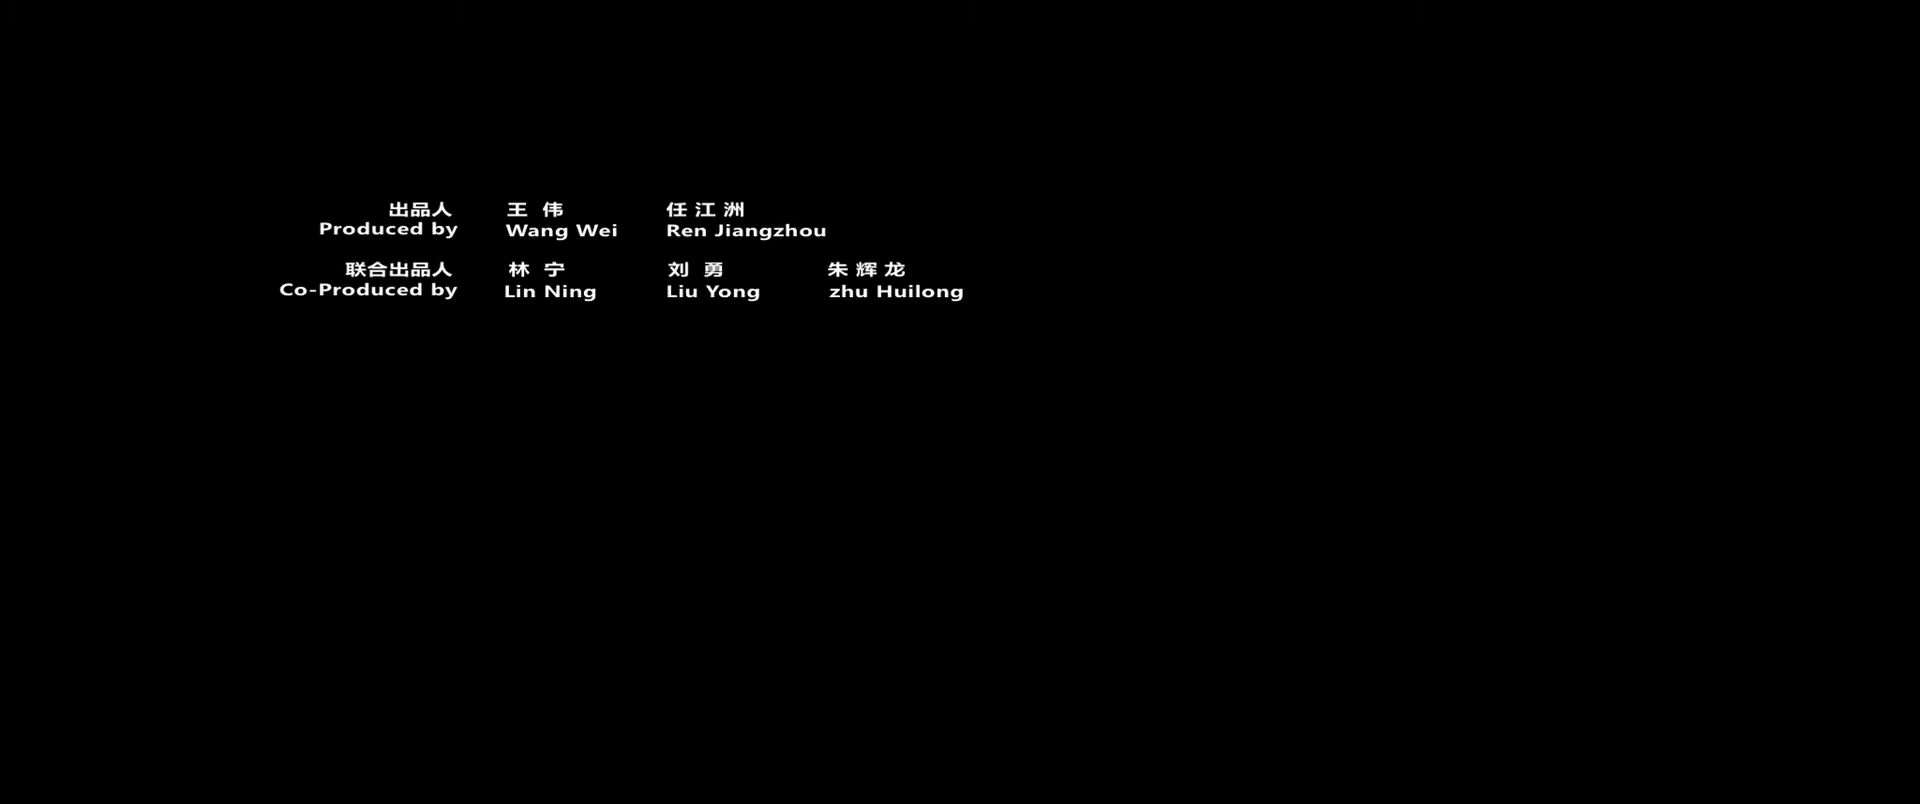 出品人 王 伟 任 江 洲
Produced by Wang Wei Ren Jiangzhou
联合出品人 林 宁 刘 勇 朱 辉 龙
Co-Produced by Lin Ning Liu Yong zhu Huilong